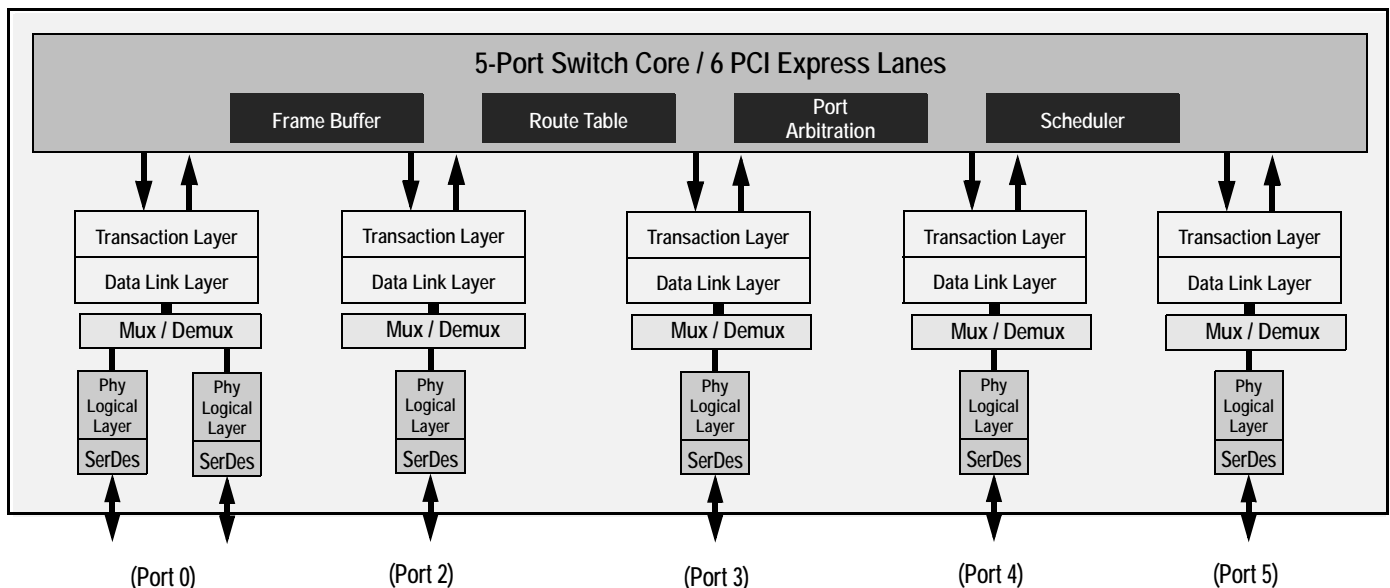 5-Port Switch Core / 6 PCI Express Lanes
Frame Buffer
Route Table
Port
Arbitration
Scheduler
Transaction Layer
Data Link Layer
Mux / Demux
Phy
Logical
Layer
SerDes
Phy
Logical
Layer
SerDes
(Port 0)
Transaction Layer
Data Link Layer
Mux / Demux
Phy
Logical
Layer
SerDes
(Port 2)
Transaction Layer
Data Link Layer
Mux / Demux
Phy
Logical
Layer
SerDes
(Port 3)
Transaction Layer
Data Link Layer
Mux / Demux
Phy
Logical
Layer
SerDes
(Port 4)
Transaction Layer
Data Link Layer
Mux / Demux
Phy
Logical
Layer
SerDes
(Port 5)